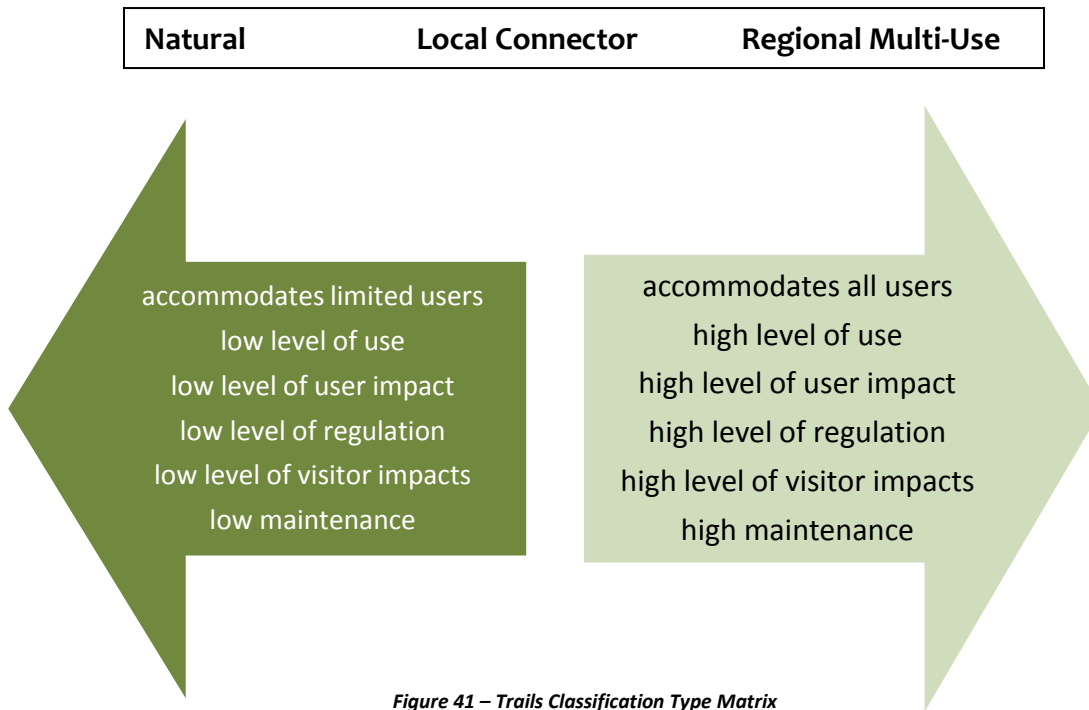 Natural Local Connector Regional Multi-Use
accommodates limited users
low level of use
low level of user impact
low level of regulation
low level of visitor impacts
low maintenance
accommodates all users
high level of use
high level of user impact
high level of regulation
high level of visitor impacts
high maintenance
Figure 41 – Trails Classification Type Matrix